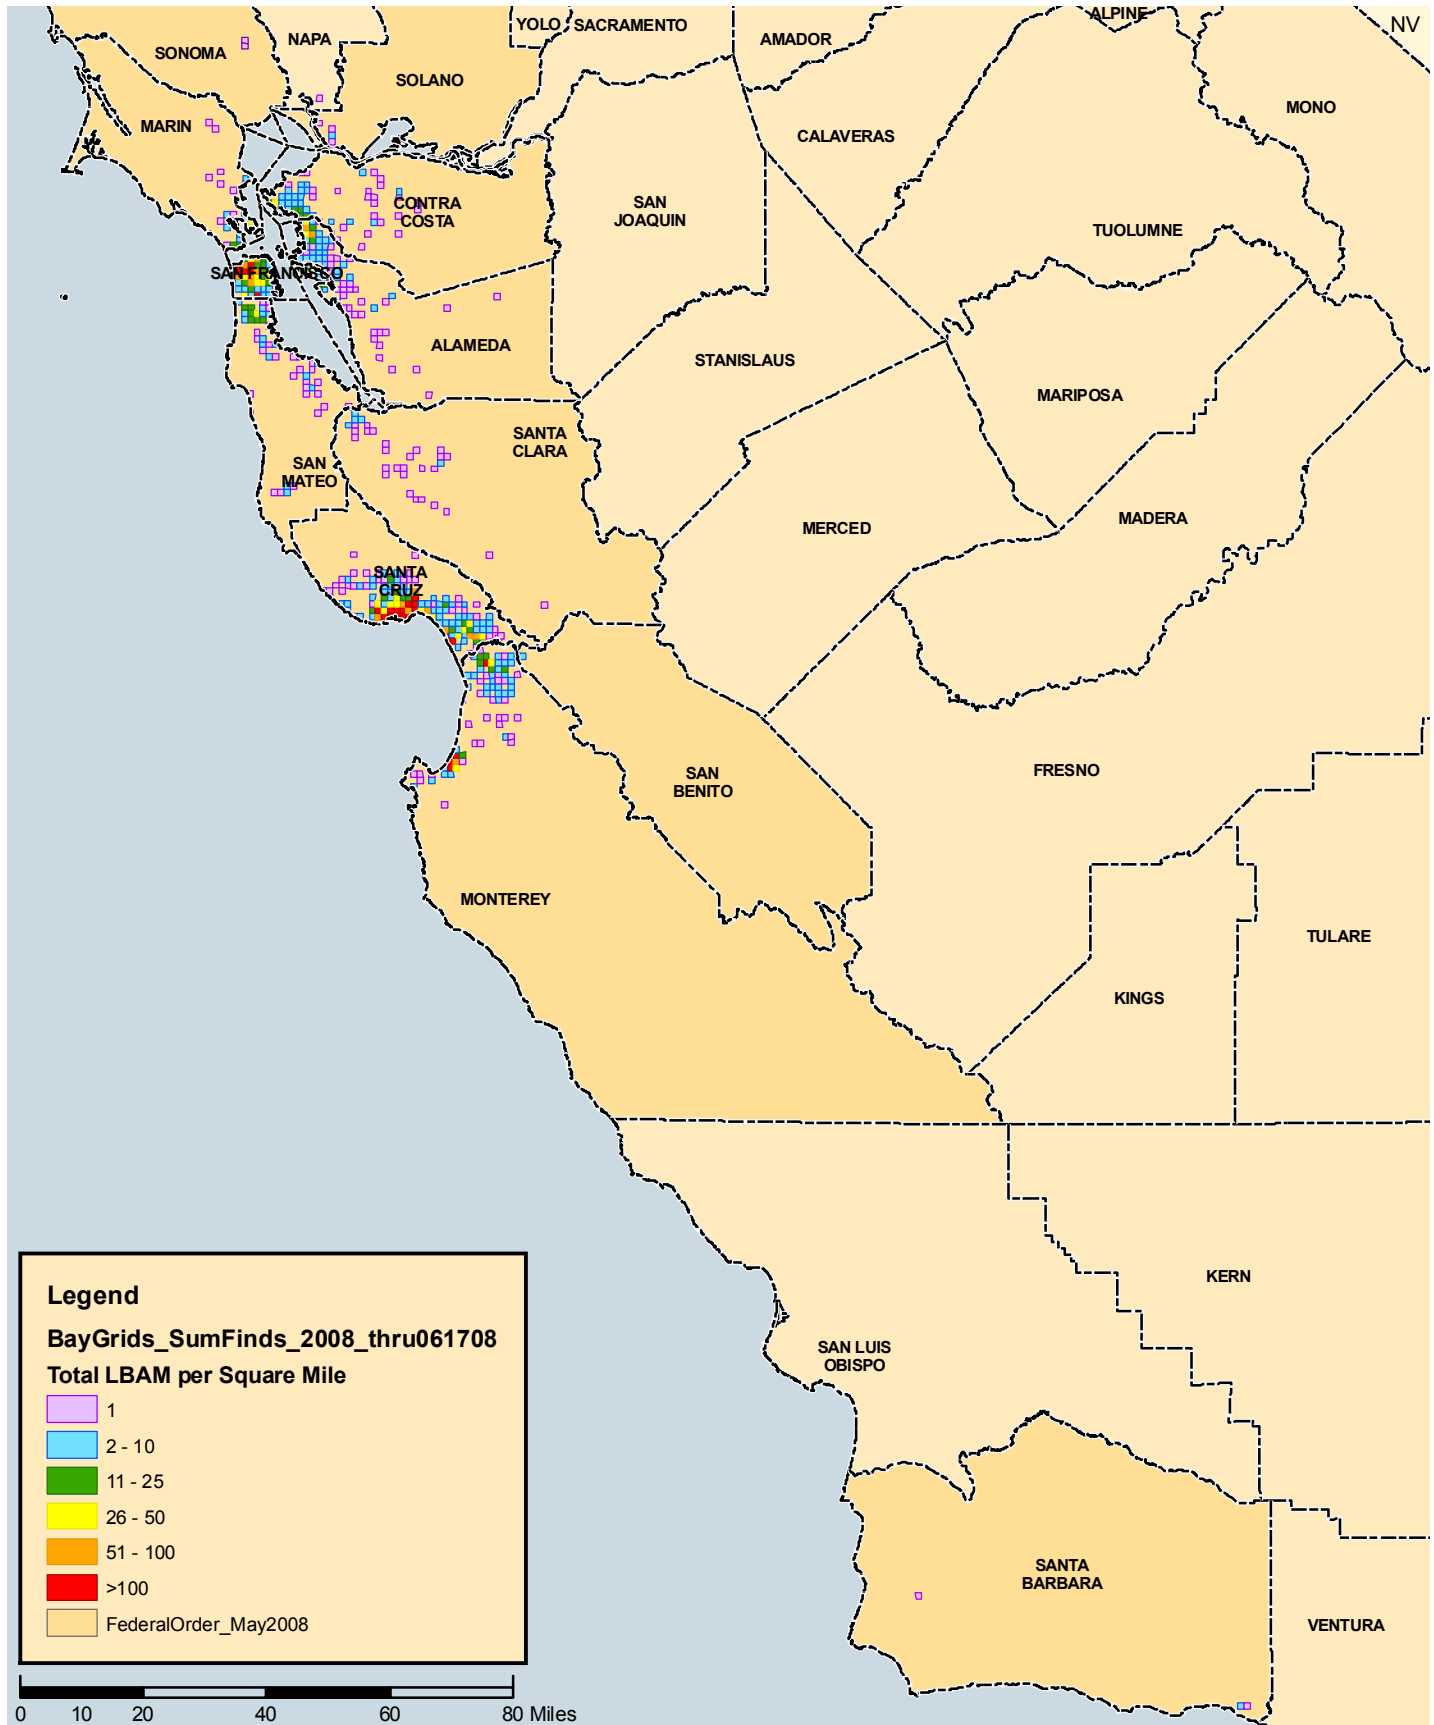 YOLO
SACRAMENTO
ALPINE
NV
NAPA
AMADOR
SONOMA
SOLANO
MONO
MARIN
CALAVERAS
CONTRA
COSTA
SAN
JOAQUIN
TUOLUMNE
SAN FRANCISCO
ALAMEDA
STANISLAUS
MARIPOSA
SANTA
CLARA
SAN
MATEO
MERCED
MADERA
SANTA
CRUZ
SAN
BENITO
FRESNO
MONTEREY
TULARE
KINGS
KERN
SAN LUIS
OBISPO
SANTA
BARBARA
VENTURA
Legend
BayGrids_SumFinds_2008_thru061708
Total LBAM per Square Mile
1
2 - 10
11 - 25
26 - 50
51 - 100
>100
FederalOrder_May2008
0 10 20 40 60 80 Miles